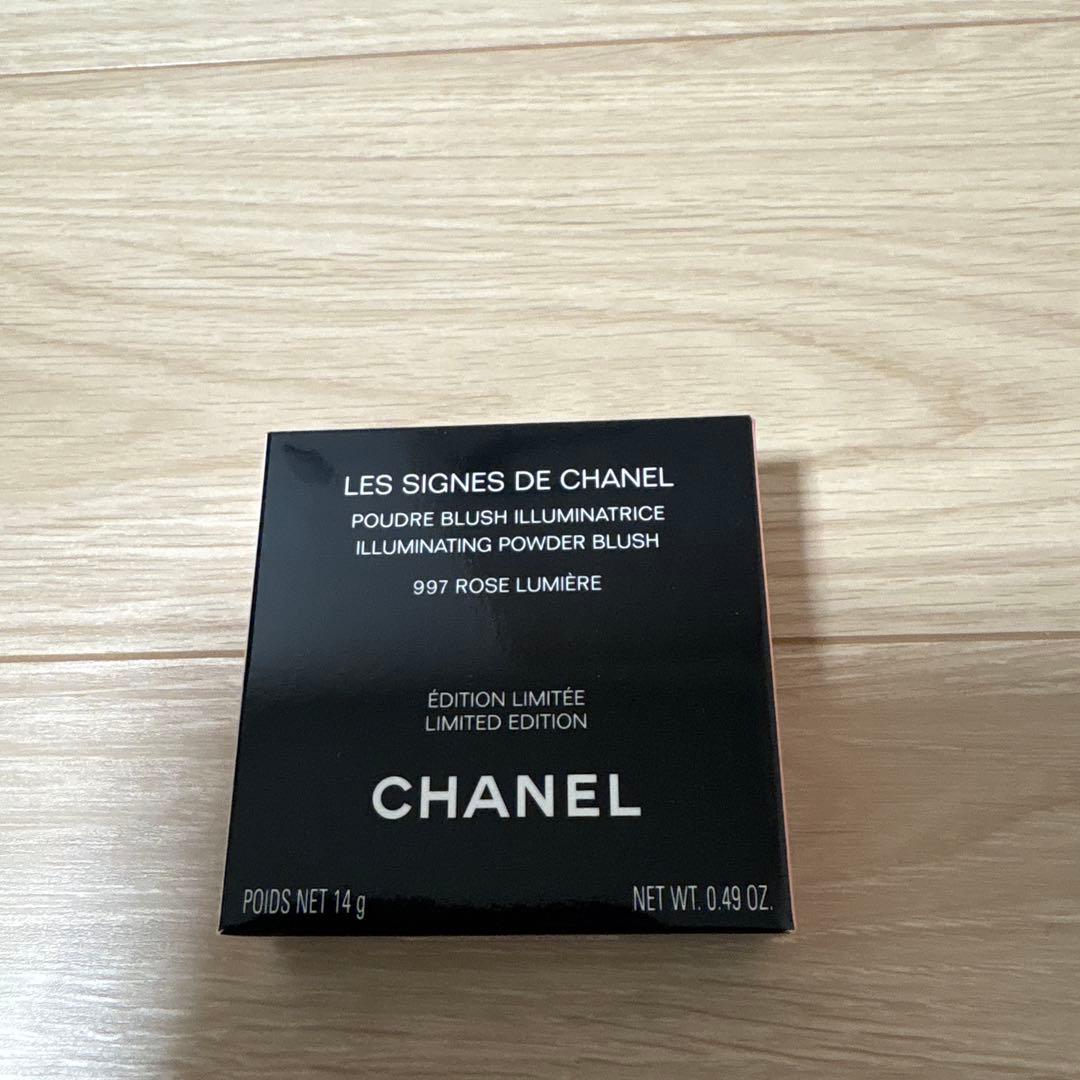 LES SIGNES DE CHANEL
POUDRE BLUSH ILLUMINATRICE
ILLUMINATING POWDER BLUSH
997 ROSE LUMIÈRE
ÉDITION LIMITÉE
LIMITED EDITION
CHANEL
POIDS NET 14 g
NET WT. 0.49 OZ.